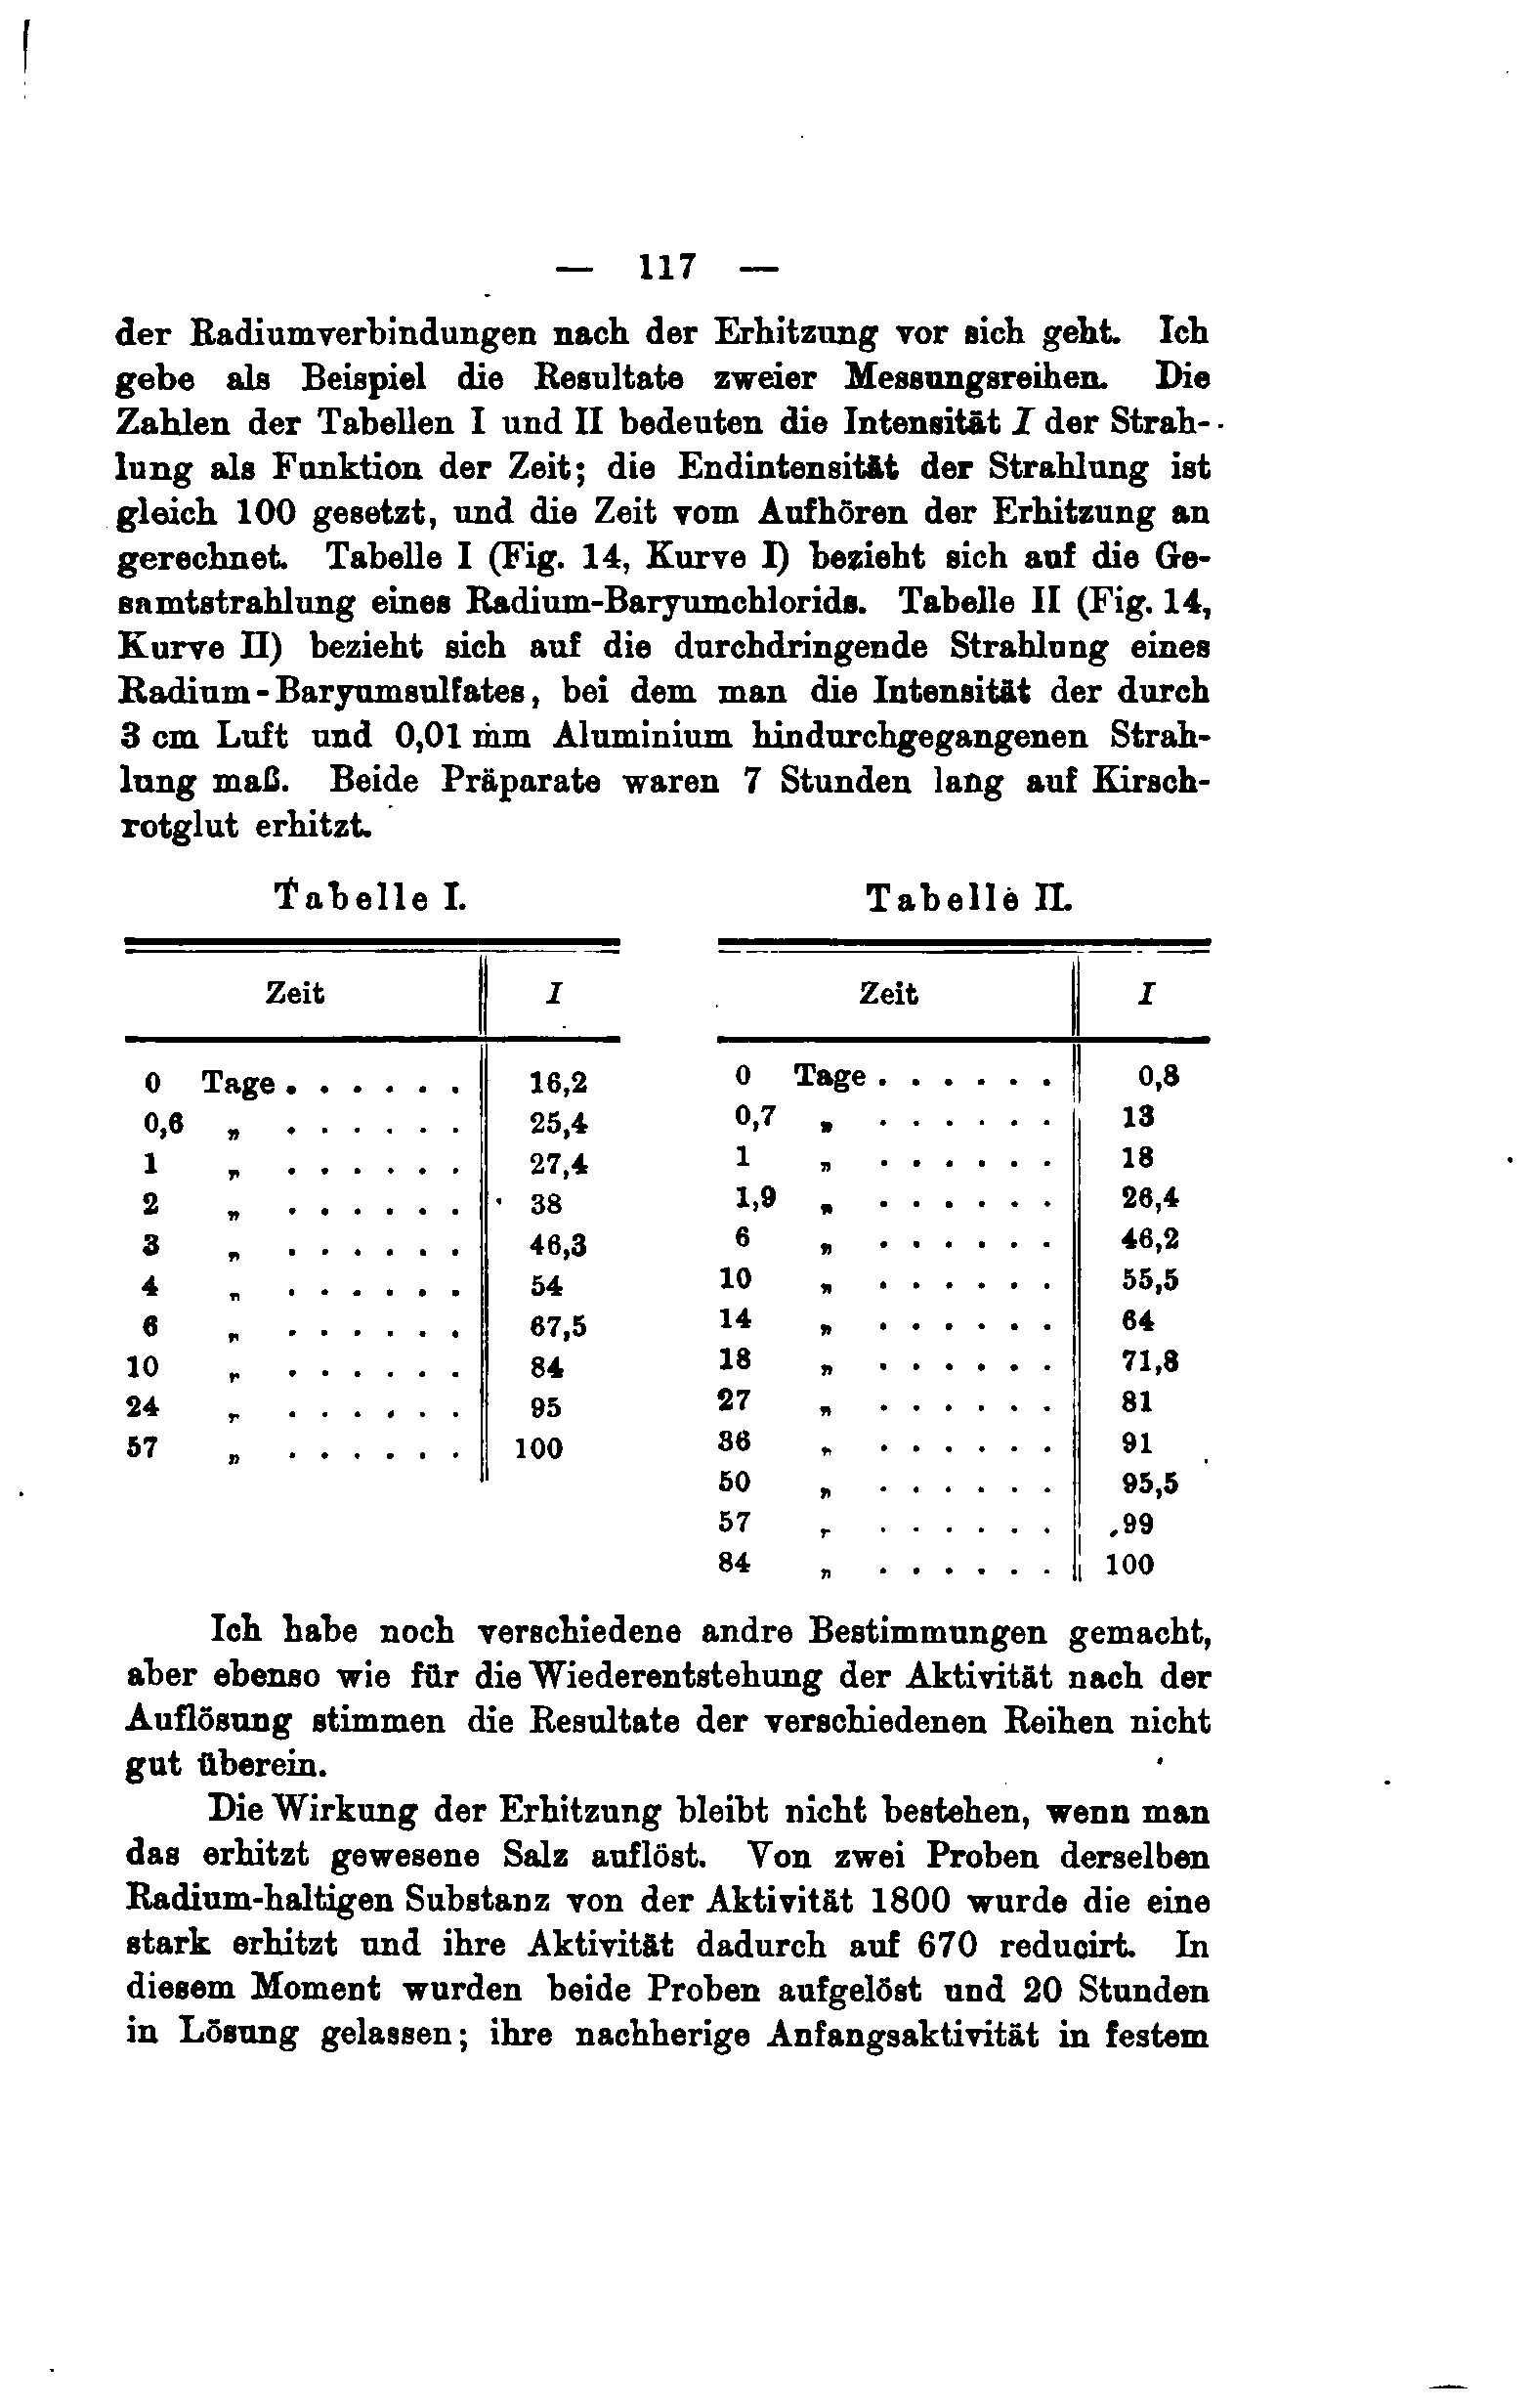 — 117 —
der Radiumverbindungen nach der Erhitzung vor sich geht. Ich
gebe als Beispiel die Resultate zweier Messungsreihen. Die
Zahlen der Tabellen I und II bedeuten die Intensität I der Strah-
lung als Funktion der Zeit; die Endintensität der Strahlung ist
gleich 100 gesetzt, und die Zeit vom Aufhören der Erhitzung an
gerechnet. Tabelle I (Fig. 14, Kurve I) bezieht sich auf die Ge-
samtstrahlung eines Radium-Baryumchlorids. Tabelle II (Fig. 14,
Kurve II) bezieht sich auf die durchdringende Strahlung eines
Radium-Baryumsulfates, bei dem man die Intensität der durch
3 cm Luft und 0,01 mm Aluminium hindurchgegangenen Strah-
lung maß. Beide Präparate waren 7 Stunden lang auf Kirsch-
rotglut erhitzt.
Tabelle I.
Zeit I
0 Tage . . . . . . 16,2
0,6 „ . . . . . . 25,4
1 „ . . . . . . 27,4
2 „ . . . . . . 38
3 „ . . . . . . 46,3
4 „ . . . . . . 54
6 „ . . . . . . 67,5
10 „ . . . . . . 84
24 „ . . . . . . 95
57 „ . . . . . . 100
Tabelle II.
Zeit I
0 Tage . . . . . . 0,8
0,7 „ . . . . . . 13
1 „ . . . . . . 18
1,9 „ . . . . . . 26,4
6 „ . . . . . . 46,2
10 „ . . . . . . 55,5
14 „ . . . . . . 64
18 „ . . . . . . 71,8
27 „ . . . . . . 81
36 „ . . . . . . 91
50 „ . . . . . . 95,5
57 „ . . . . . . 99
84 „ . . . . . . 100
Ich habe noch verschiedene andre Bestimmungen gemacht,
aber ebenso wie für die Wiederentstehung der Aktivität nach der
Auflösung stimmen die Resultate der verschiedenen Reihen nicht
gut überein.
Die Wirkung der Erhitzung bleibt nicht bestehen, wenn man
das erhitzt gewesene Salz auflöst. Von zwei Proben derselben
Radium-haltigen Substanz von der Aktivität 1800 wurde die eine
stark erhitzt und ihre Aktivität dadurch auf 670 reducirt. In
diesem Moment wurden beide Proben aufgelöst und 20 Stunden
in Lösung gelassen; ihre nachherige Anfangsaktivität in festem